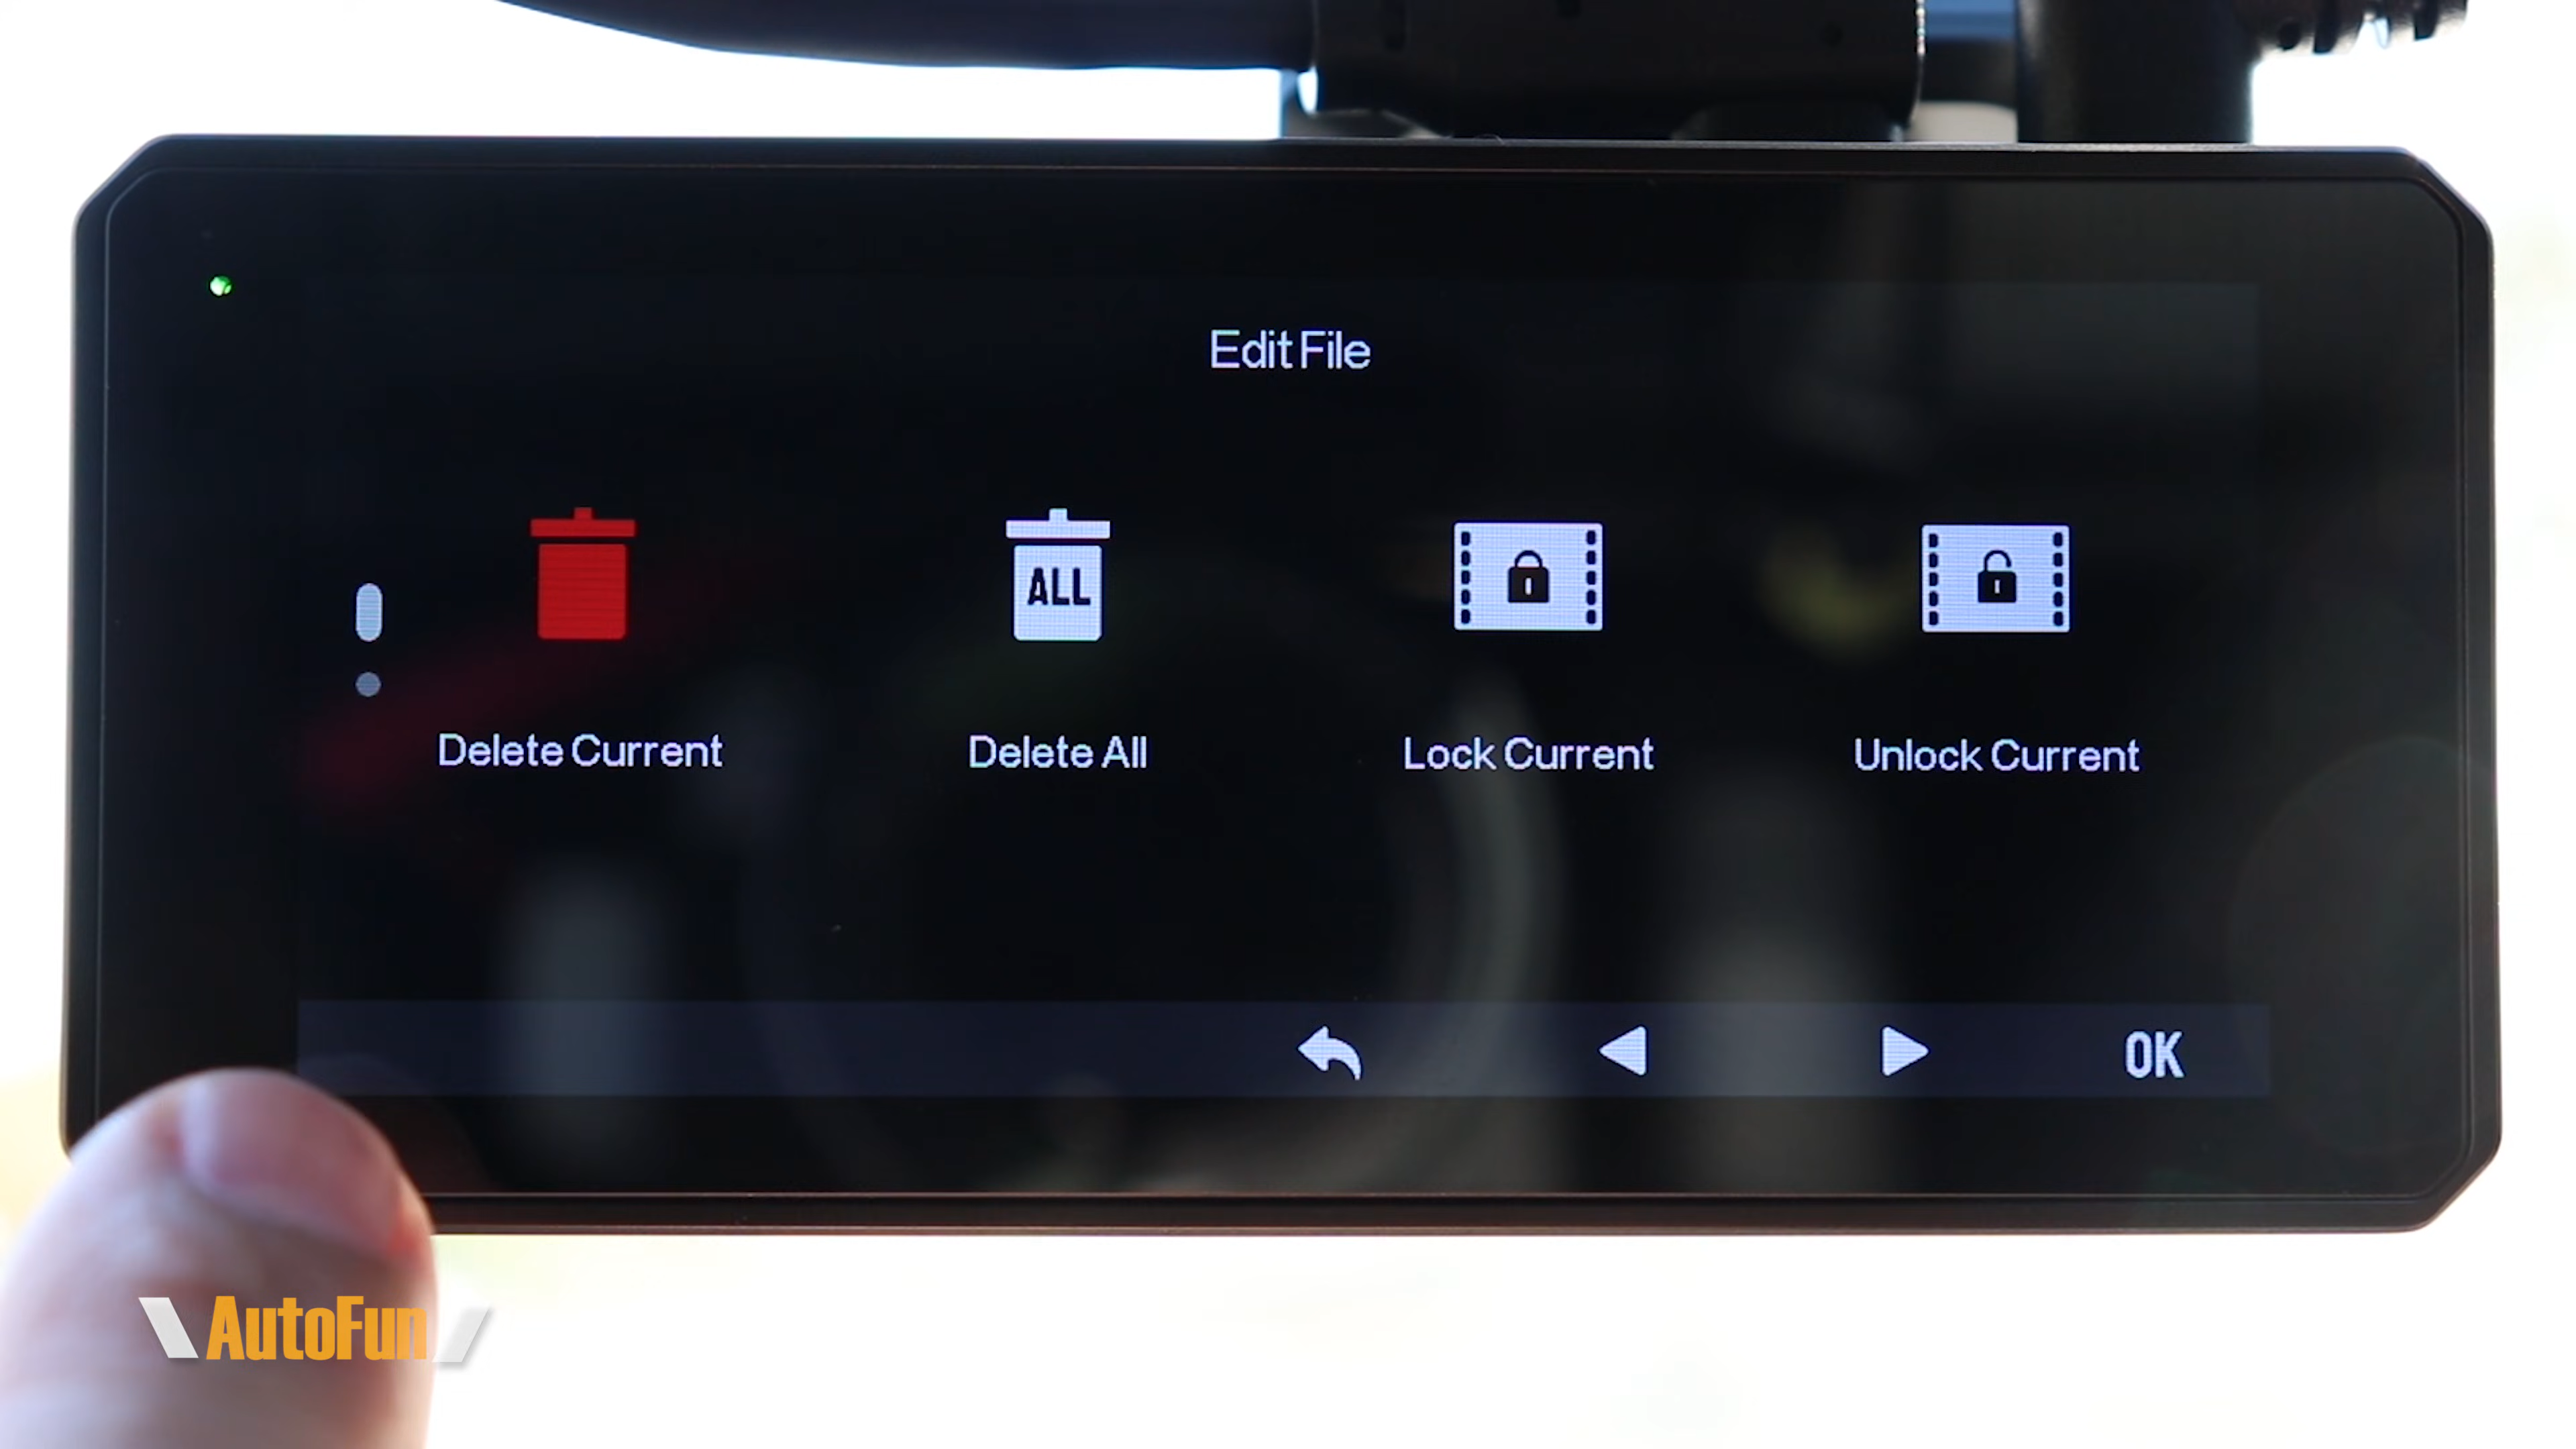 Edit File
ALL
Delete Current
Delete All
Lock Current
Unlock Current
OK
AutoFun